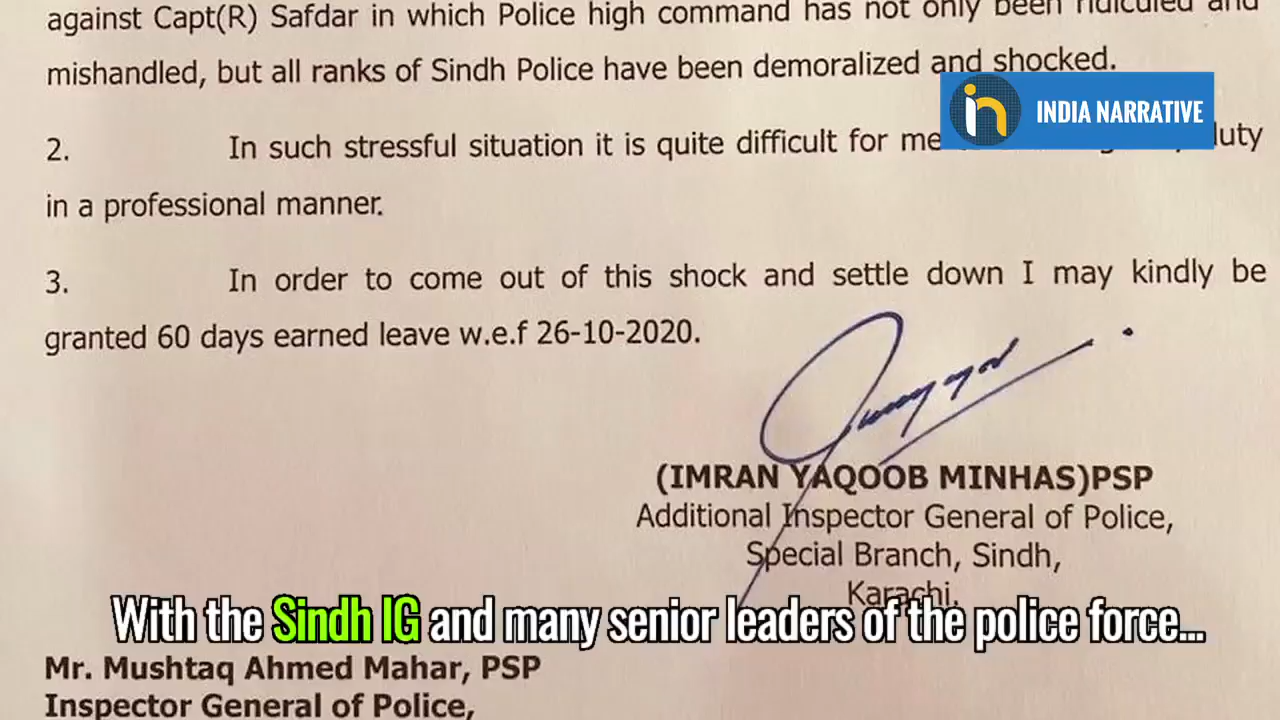 against Capt(R) Safdar in which Police high command has not only been ridiculed and
mishandled, but all ranks of Sindh Police have been demoralized and shocked.
INDIA NARRATIVE
2. In such stressful situation it is quite difficult for me duty
in a professional manner.
3. In order to come out of this shock and settle down I may kindly be
granted 60 days earned leave w.e.f 26-10-2020.
(IMRAN YAQOOB MINHAS)PSP
Additional Inspector General of Police,
Special Branch, Sindh,
Karachi.
With the Sindh IG and many senior leaders of the police force...
Mr. Mushtaq Ahmed Mahar, PSP
Inspector General of Police,